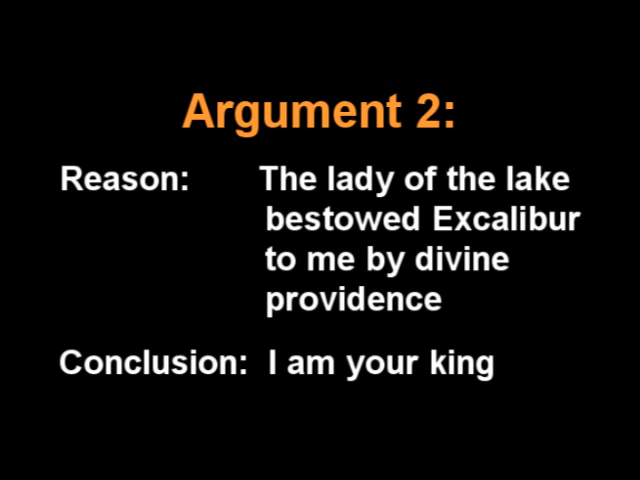 Argument 2:
Reason: The lady of the lake
bestowed Excalibur
to me by divine
providence
Conclusion: I am your king